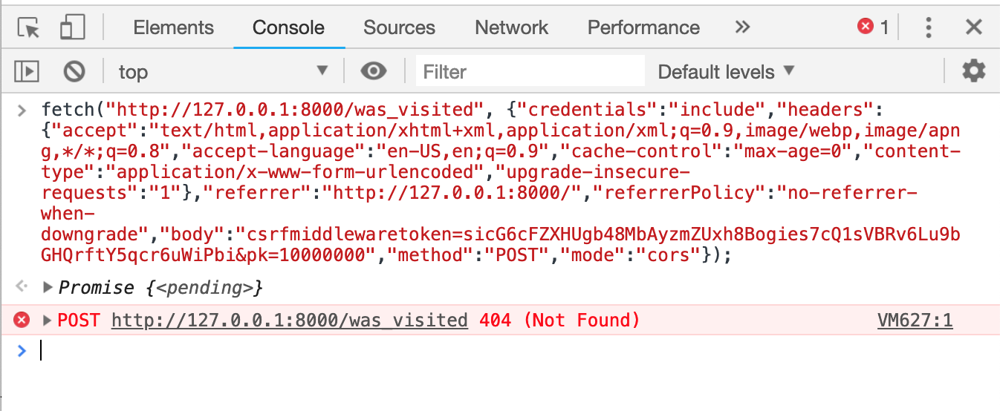 Elements Console Sources Network Performance » 1
top Filter Default levels
fetch("http://127.0.0.1:8000/was_visited", {"credentials":"include","headers":
{"accept":"text/html,application/xhtml+xml,application/xml;q=0.9,image/webp,image/apn
g,*/*;q=0.8","accept-language":"en-US,en;q=0.9","cache-control":"max-age=0","content-
type":"application/x-www-form-urlencoded","upgrade-insecure-
requests":"1"},"referrer":"http://127.0.0.1:8000/","referrerPolicy":"no-referrer-
when-
downgrade","body":"csrfmiddlewaretoken=sicG6cFZXHUgb48MbAyzmZUxh8Bogies7cQ1sVBRv6Lu9b
GHQrftY5qcr6uWiPbi&pk=10000000","method":"POST","mode":"cors"});
Promise {<pending>}
POST http://127.0.0.1:8000/was_visited 404 (Not Found) VM627:1